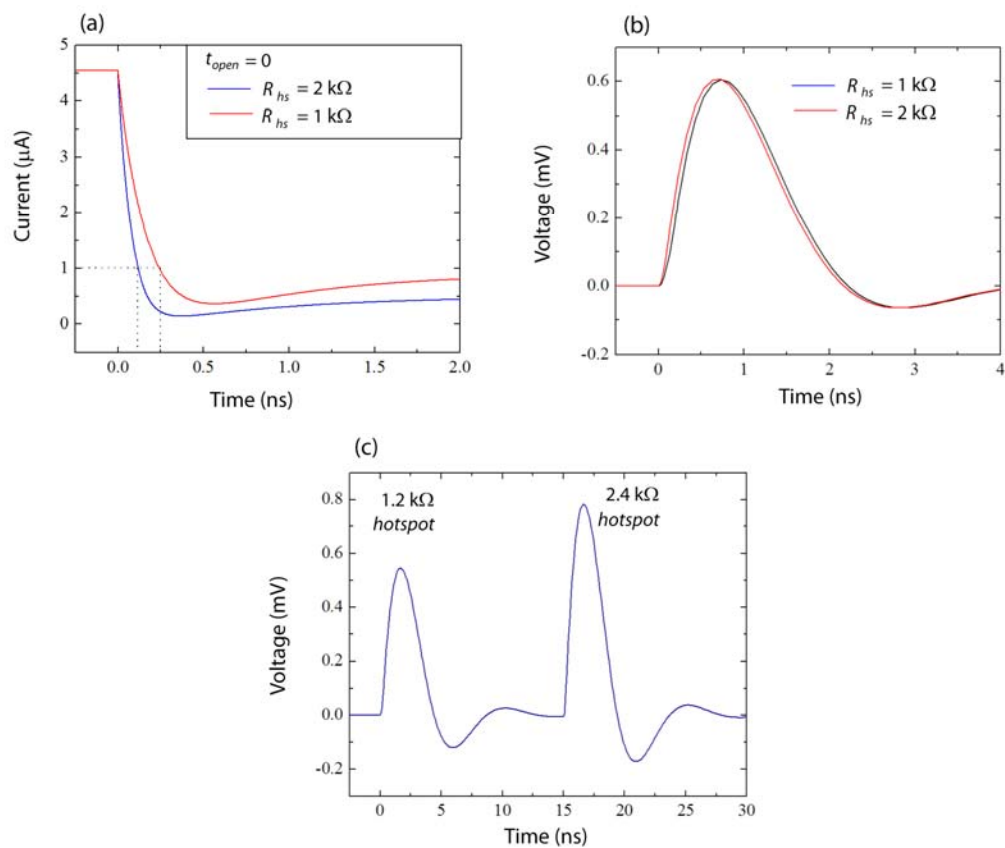 (a)
5
4
3
2
1
0
Current (μA)
t_open = 0
R_hs = 2 kΩ
R_hs = 1 kΩ
0.0 0.5 1.0 1.5 2.0
Time (ns)
(b)
0.6
0.4
0.2
0.0
-0.2
Voltage (mV)
R_hs = 1 kΩ
R_hs = 2 kΩ
0 1 2 3 4
Time (ns)
(c)
0.8
0.6
0.4
0.2
0.0
-0.2
Voltage (mV)
1.2 kΩ
hotspot
2.4 kΩ
hotspot
0 5 10 15 20 25 30
Time (ns)